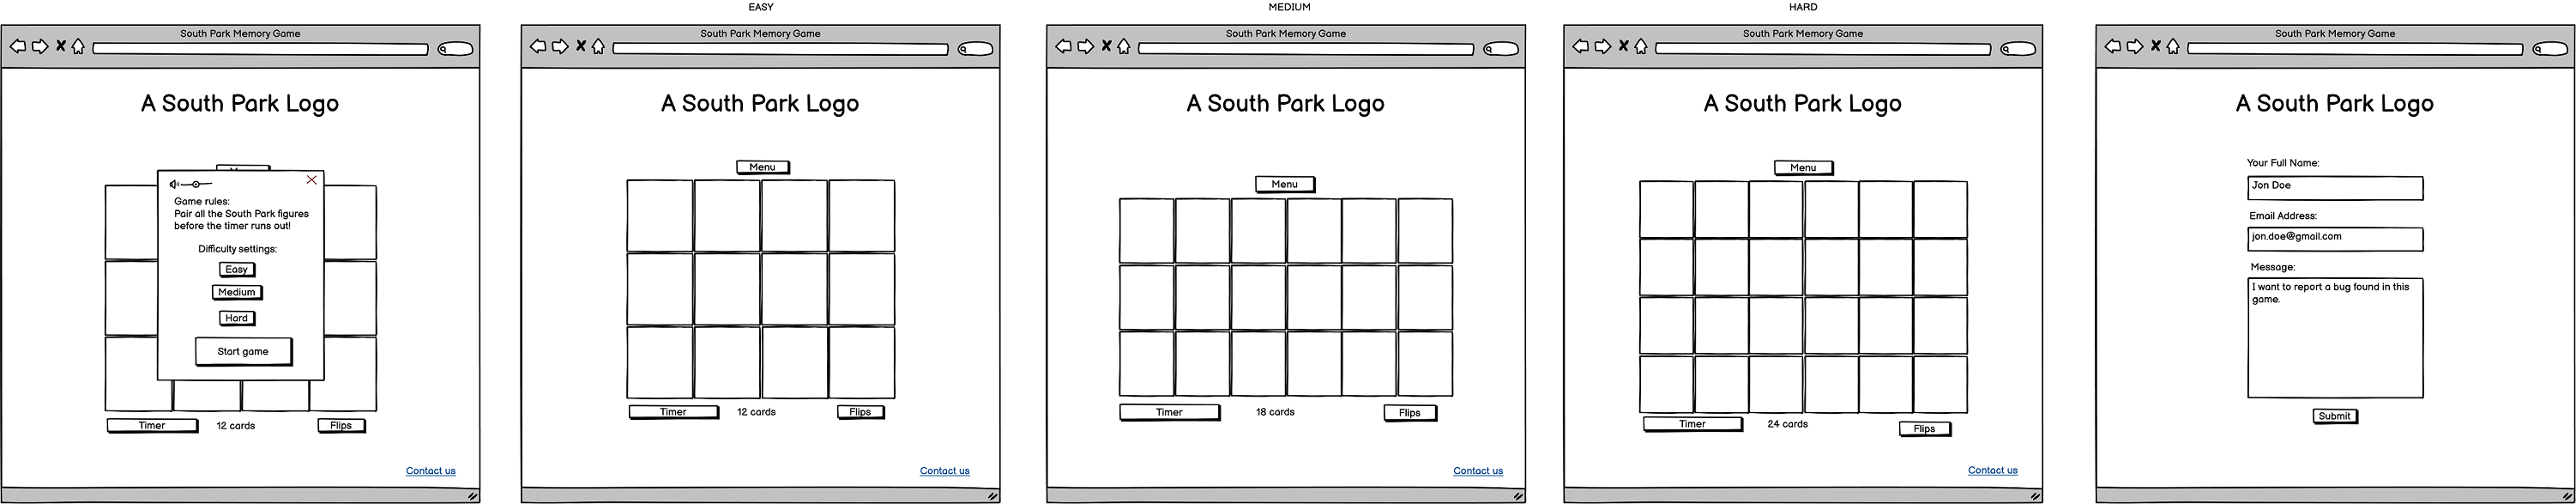 EASY
MEDIUM
HARD
South Park Memory Game
A South Park Logo
Game rules:
Pair all the South Park figures
before the timer runs out!
Difficulty settings:
Easy
Medium
Hard
Start game
Timer
12 cards
Flips
Contact us
South Park Memory Game
A South Park Logo
Menu
Timer
12 cards
Flips
Contact us
South Park Memory Game
A South Park Logo
Menu
Timer
18 cards
Flips
Contact us
South Park Memory Game
A South Park Logo
Menu
Timer
24 cards
Flips
Contact us
South Park Memory Game
A South Park Logo
Your Full Name:
Jon Doe
Email Address:
jon.doe@gmail.com
Message:
I want to report a bug found in this
game.
Submit